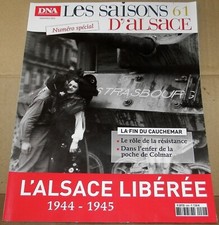 DNA
LES SAISONS 61
D'ALSACE
Numéro spécial
STRASBOURG
LA FIN DU CAUCHEMAR
Le rôle de la résistance
Dans l'enfer de la
poche de Colmar
L'ALSACE LIBÉRÉE
1944 - 1945